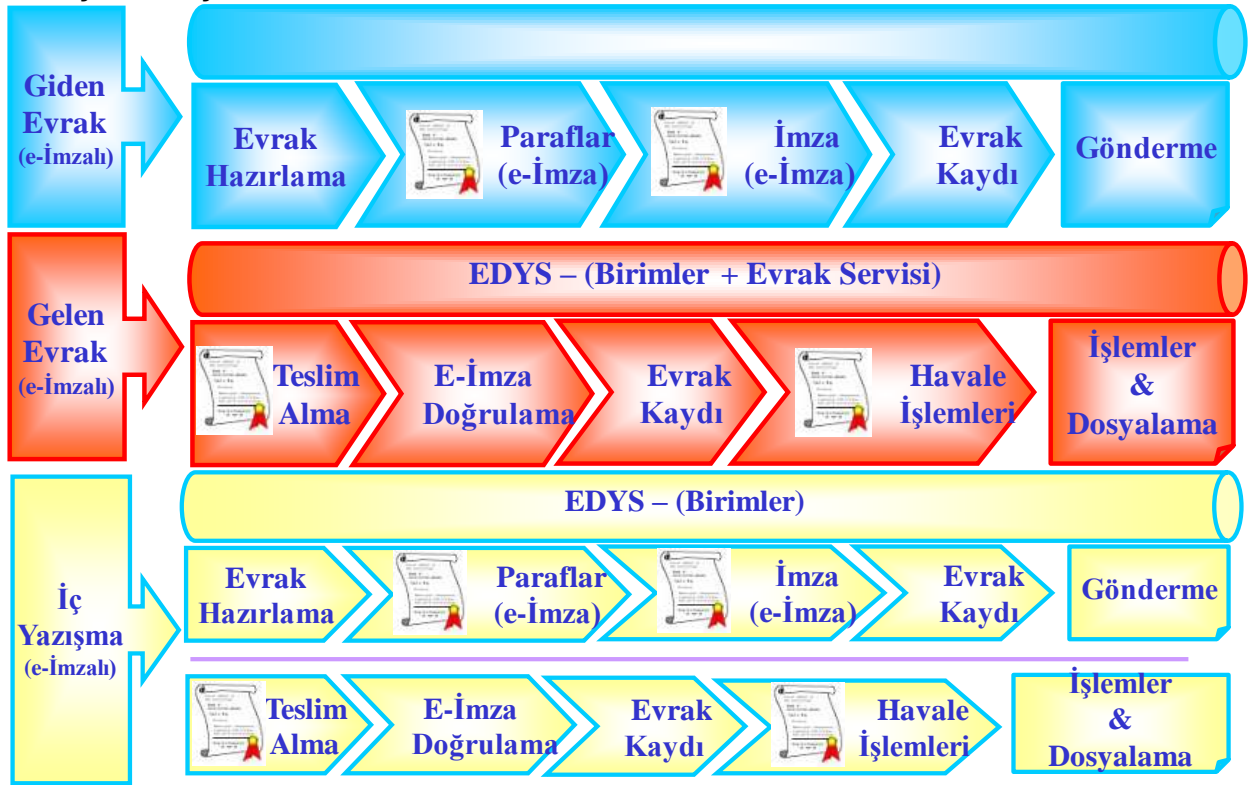 Giden
Evrak
(e-İmzalı)
Evrak
Hazırlama
Paraflar
(e-İmza)
İmza
(e-İmza)
Evrak
Kaydı
Gönderme
Gelen
Evrak
(e-İmzalı)
EDYS – (Birimler + Evrak Servisi)
Teslim
Alma
E-İmza
Doğrulama
Evrak
Kaydı
Havale
İşlemleri
İşlemler
&
Dosyalama
İç
Yazışma
(e-İmzalı)
EDYS – (Birimler)
Evrak
Hazırlama
Paraflar
(e-İmza)
İmza
(e-İmza)
Evrak
Kaydı
Gönderme
Teslim
Alma
E-İmza
Doğrulama
Evrak
Kaydı
Havale
İşlemleri
İşlemler
&
Dosyalama